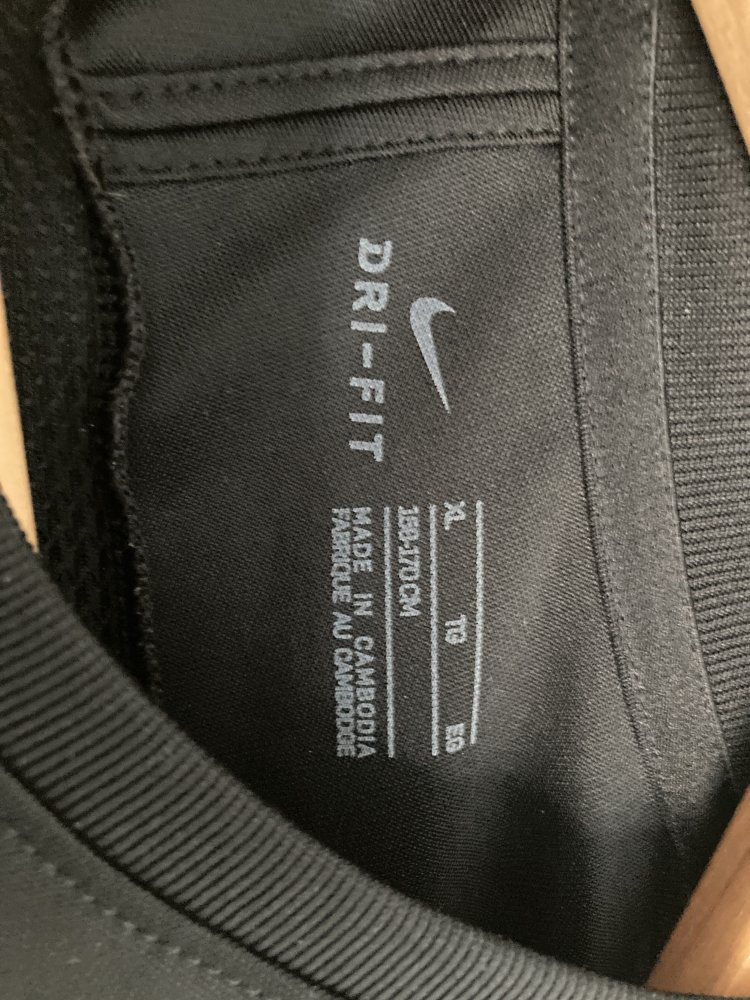 DRI-FIT
XL TG EG
158-170CM
MADE IN CAMBODIA
FABRIQUE AU CAMBODGE